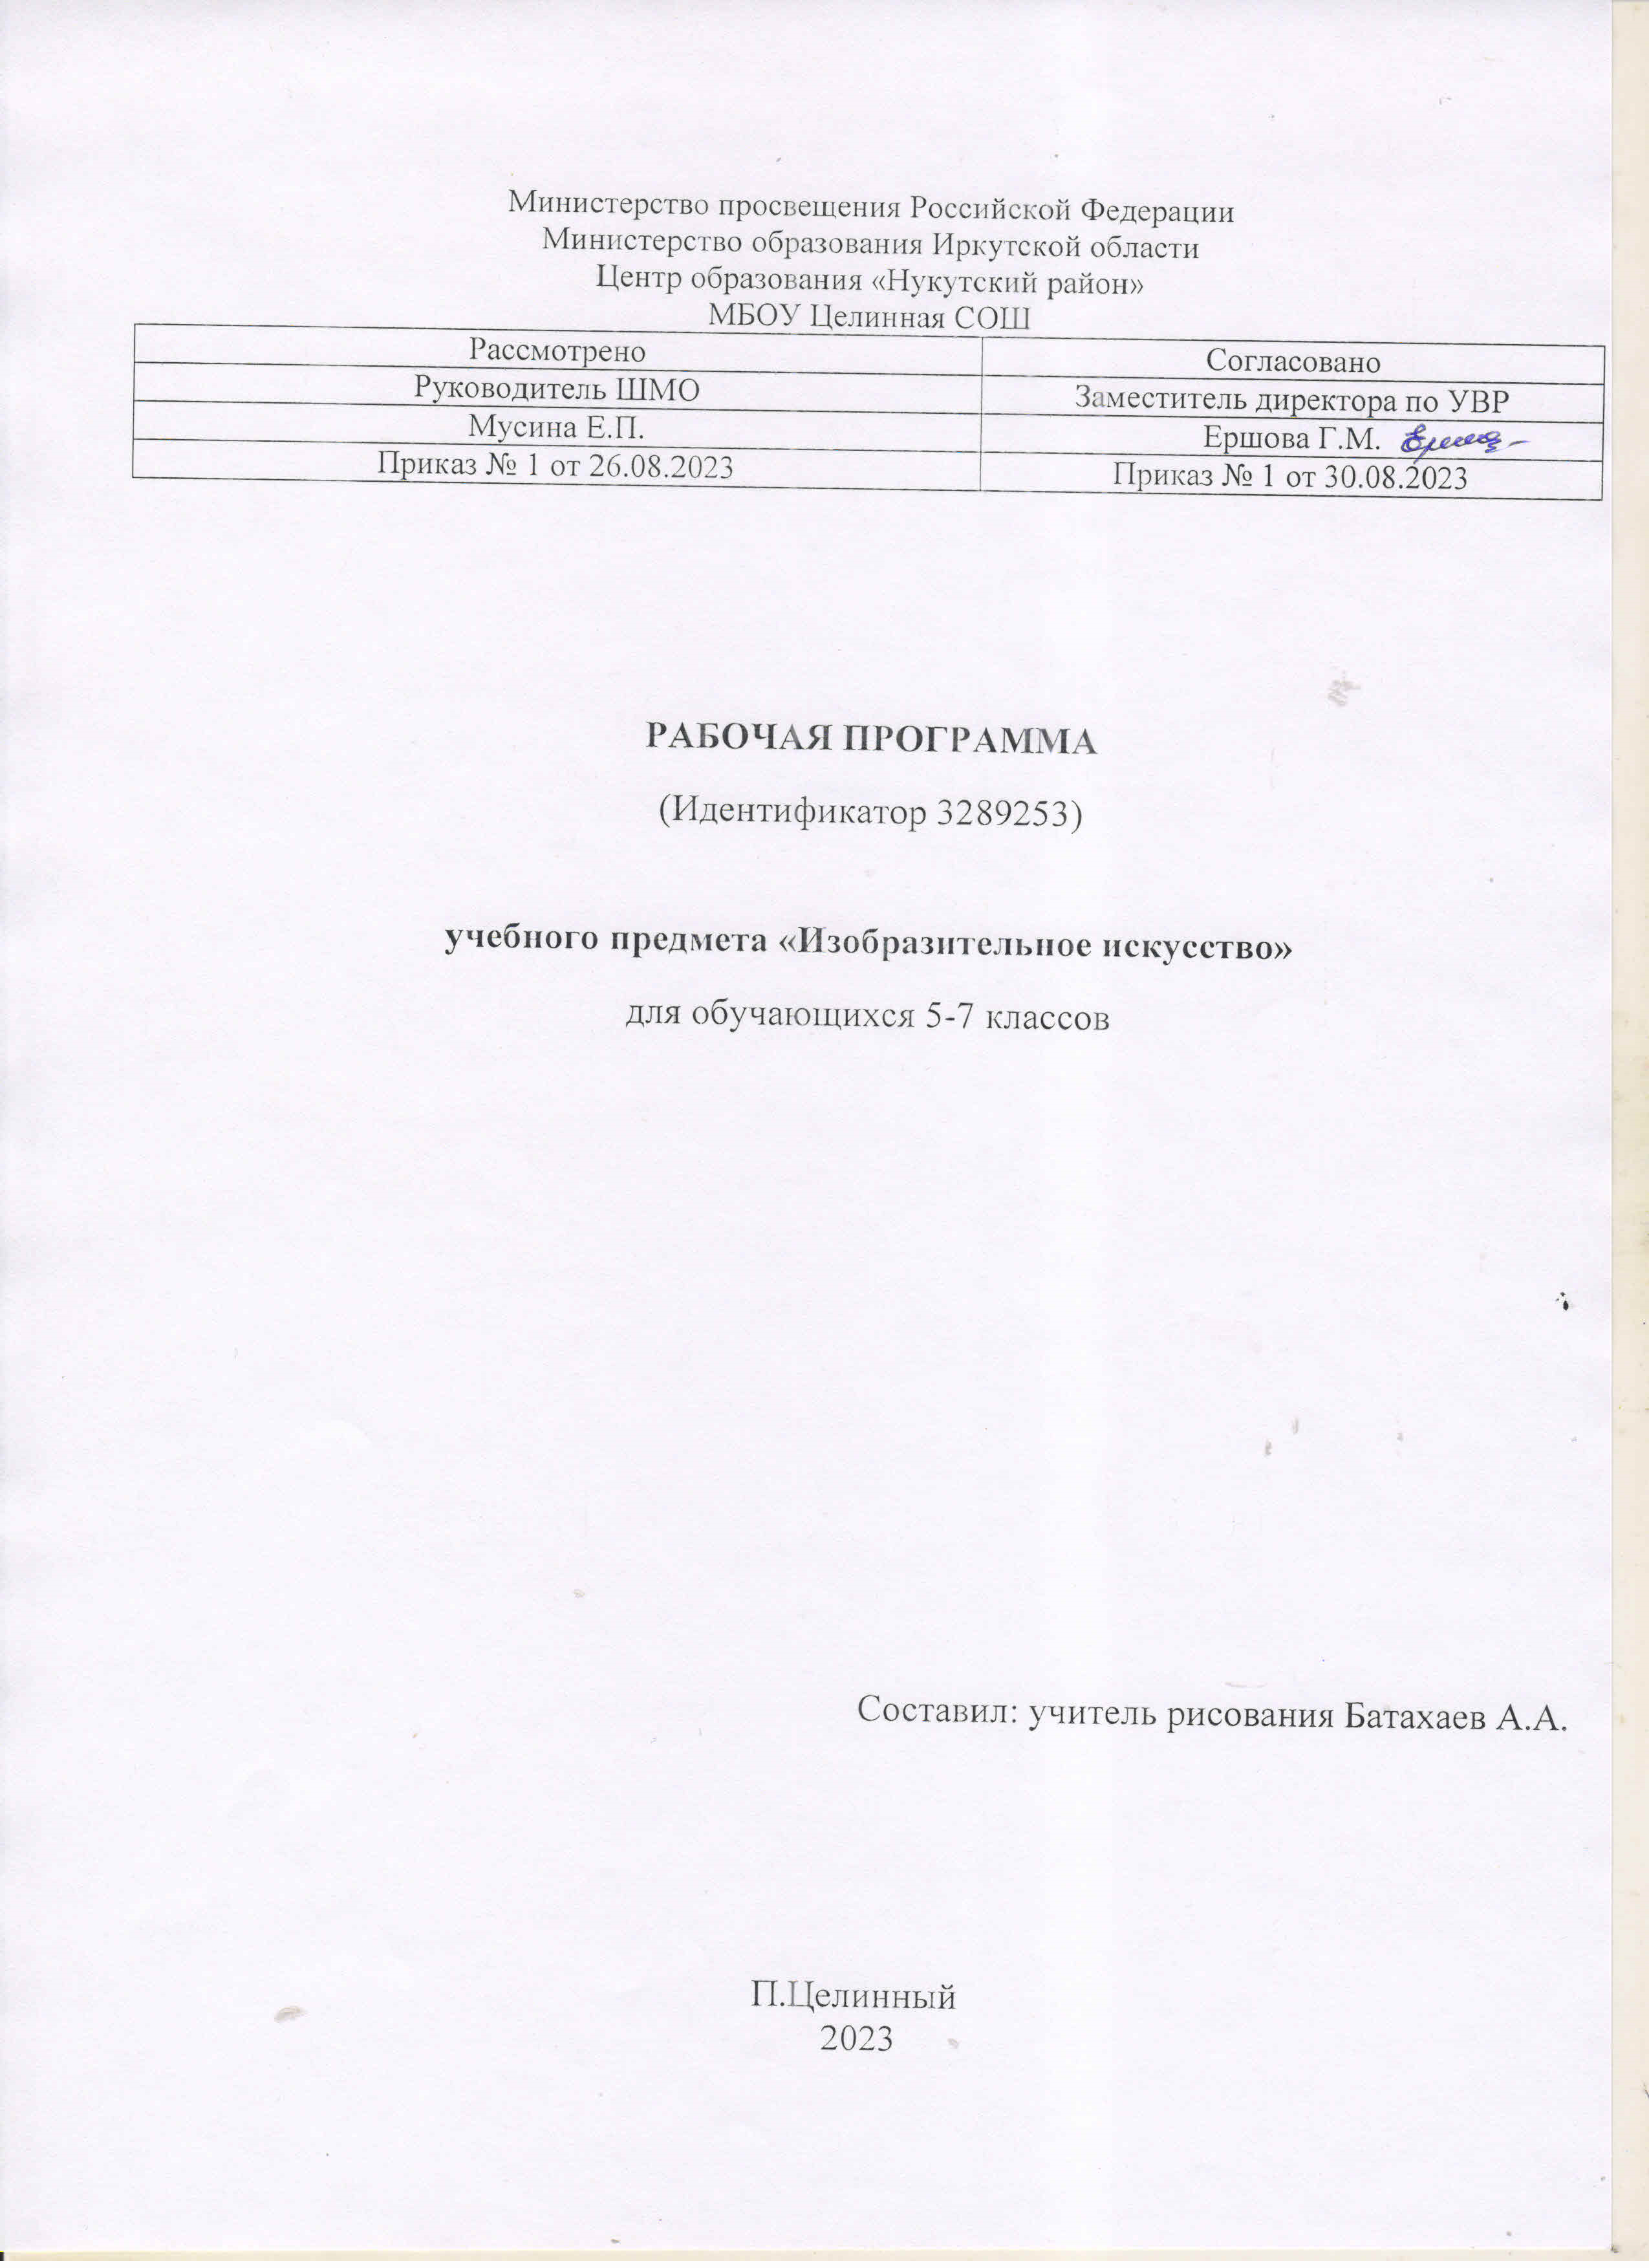 Министерство просвещения Российской Федерации
Министерство образования Иркутской области
Центр образования «Нукутский район»
МБОУ Целинная СОШ
Рассмотрено Согласовано
Руководитель ШМО Заместитель директора по УВР
Мусина Е.П. Ершова Г.М.
Приказ № 1 от 26.08.2023 Приказ № 1 от 30.08.2023
РАБОЧАЯ ПРОГРАММА
(Идентификатор 3289253)
учебного предмета «Изобразительное искусство»
для обучающихся 5-7 классов
Составил: учитель рисования Батахаев А.А.
П.Целинный
2023